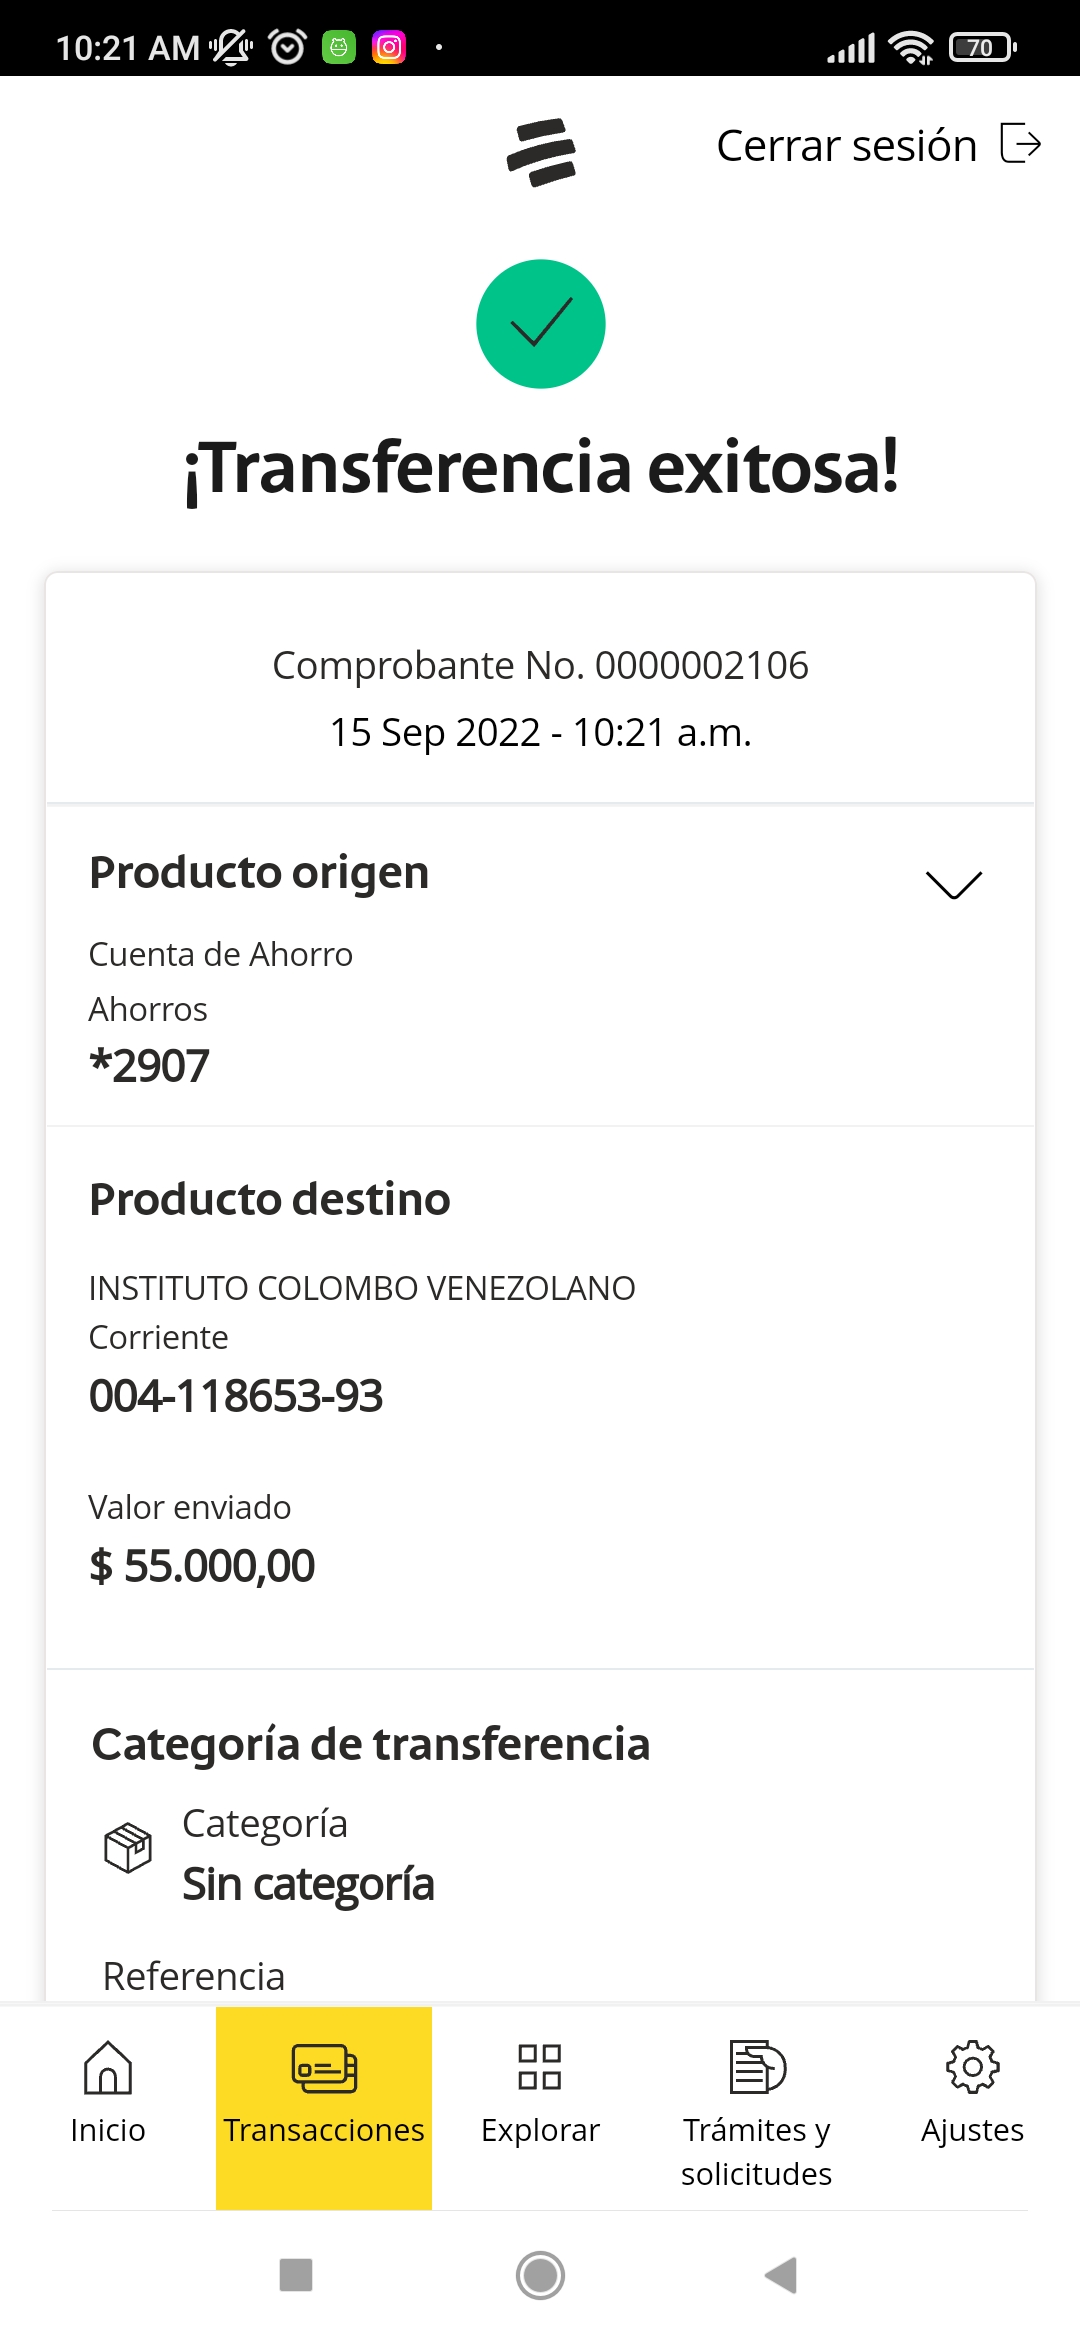 10:21 AM
70
Cerrar sesión
¡Transferencia exitosa!
Comprobante No. 0000002106
15 Sep 2022 - 10:21 a.m.
Producto origen
Cuenta de Ahorro
Ahorros
*2907
Producto destino
INSTITUTO COLOMBO VENEZOLANO
Corriente
004-118653-93
Valor enviado
$ 55.000,00
Categoría de transferencia
Categoría
Sin categoría
Referencia
Inicio
Transacciones
Explorar
Trámites y
solicitudes
Ajustes